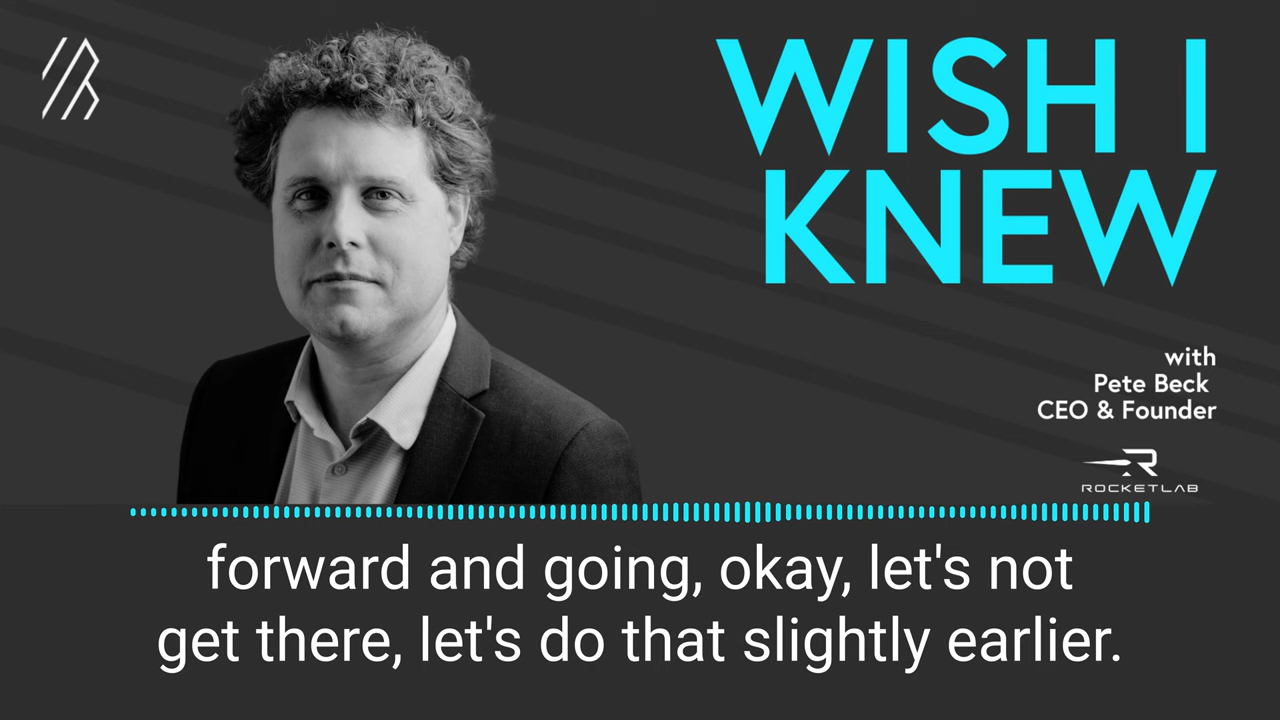 WISH I
KNEW
with
Pete Beck
CEO & Founder
ROCKETLAB
forward and going, okay, let's not
get there, let's do that slightly earlier.